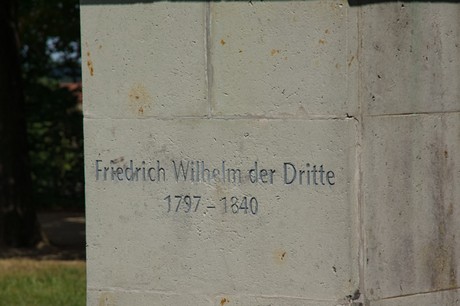 Friedrich Wilhelm der Dritte
1797 - 1840